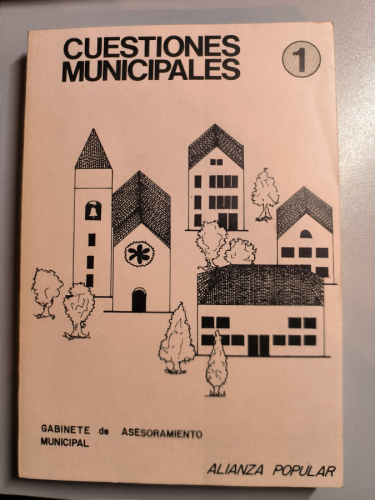 CUESTIONES
MUNICIPALES
1
GABINETE de ASESORAMIENTO
MUNICIPAL
ALIANZA POPULAR